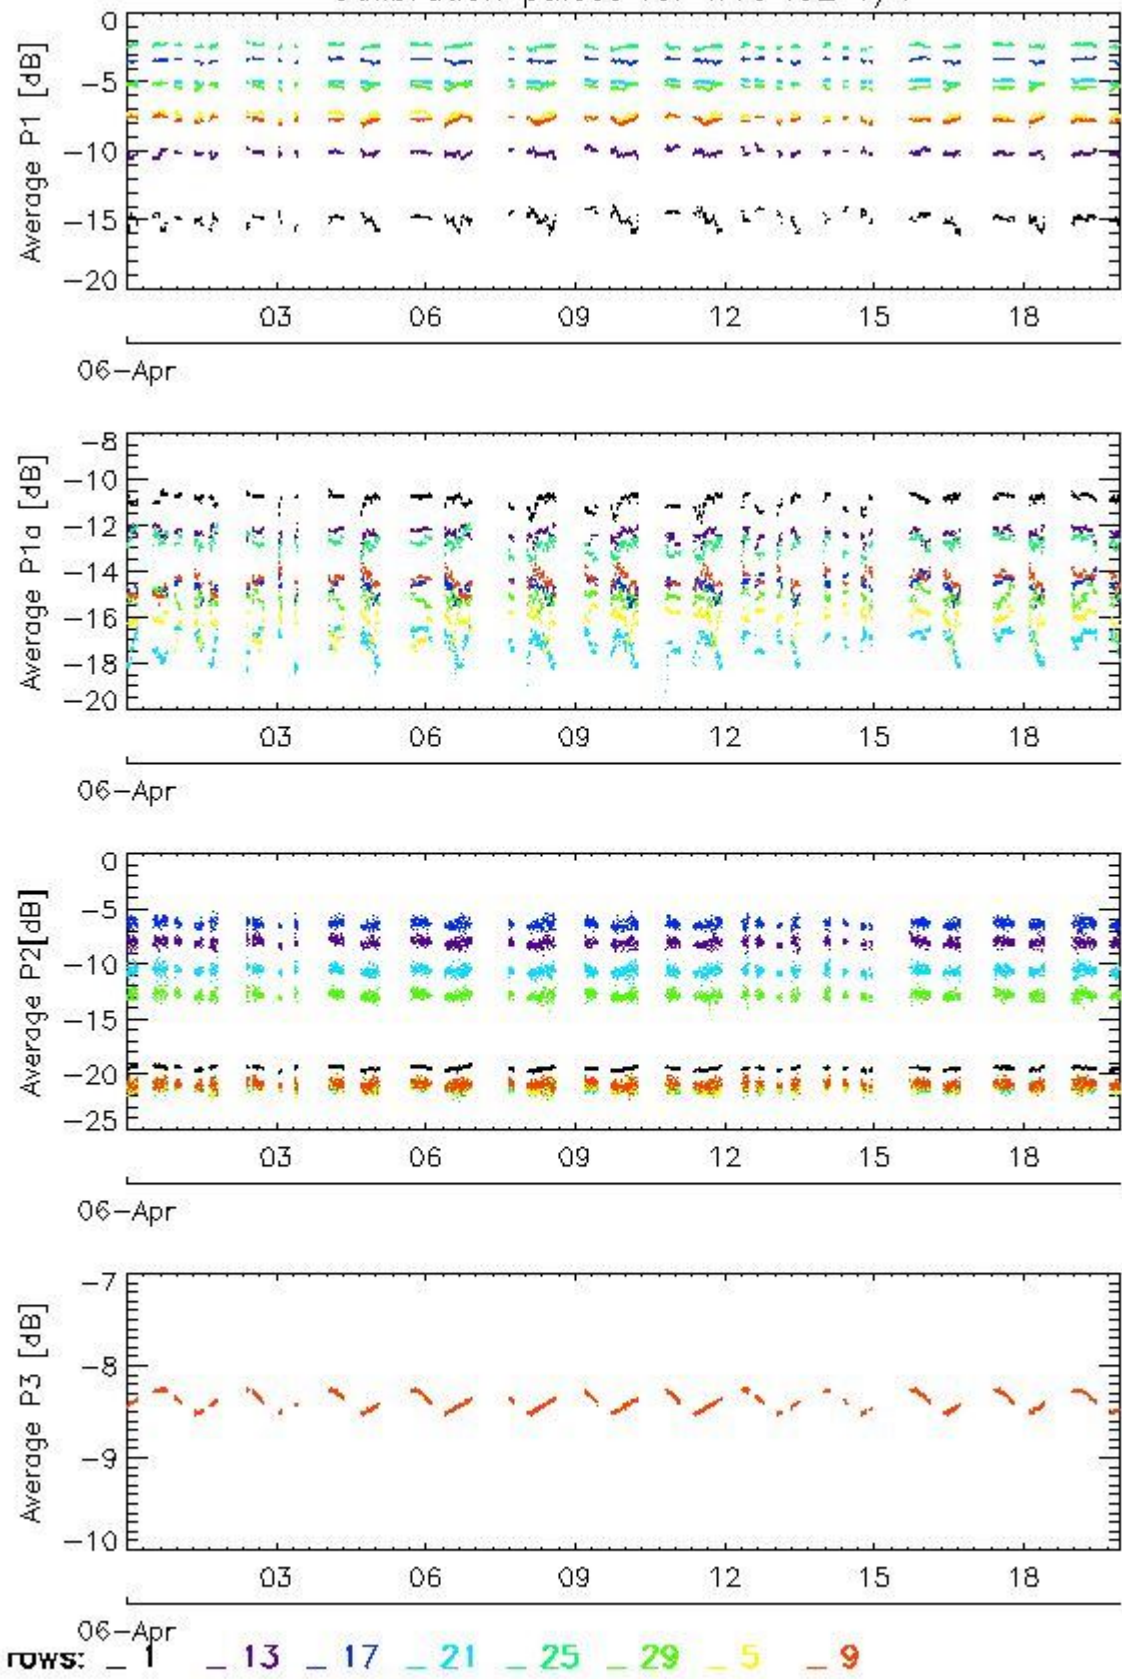 0
−5
−10
−15
−20
Average P1 [dB]
03 06 09 12 15 18
06−Apr
−8
−10
−12
−14
−16
−18
−20
Average P1a [dB]
03 06 09 12 15 18
06−Apr
0
−5
−10
−15
−20
−25
Average P2[dB]
03 06 09 12 15 18
06−Apr
−7
−8
−9
−10
Average P3 [dB]
03 06 09 12 15 18
06−Apr
rows: _ 1 _ 13 _ 17 _ 21 _ 25 _ 29 _ 5 _ 9